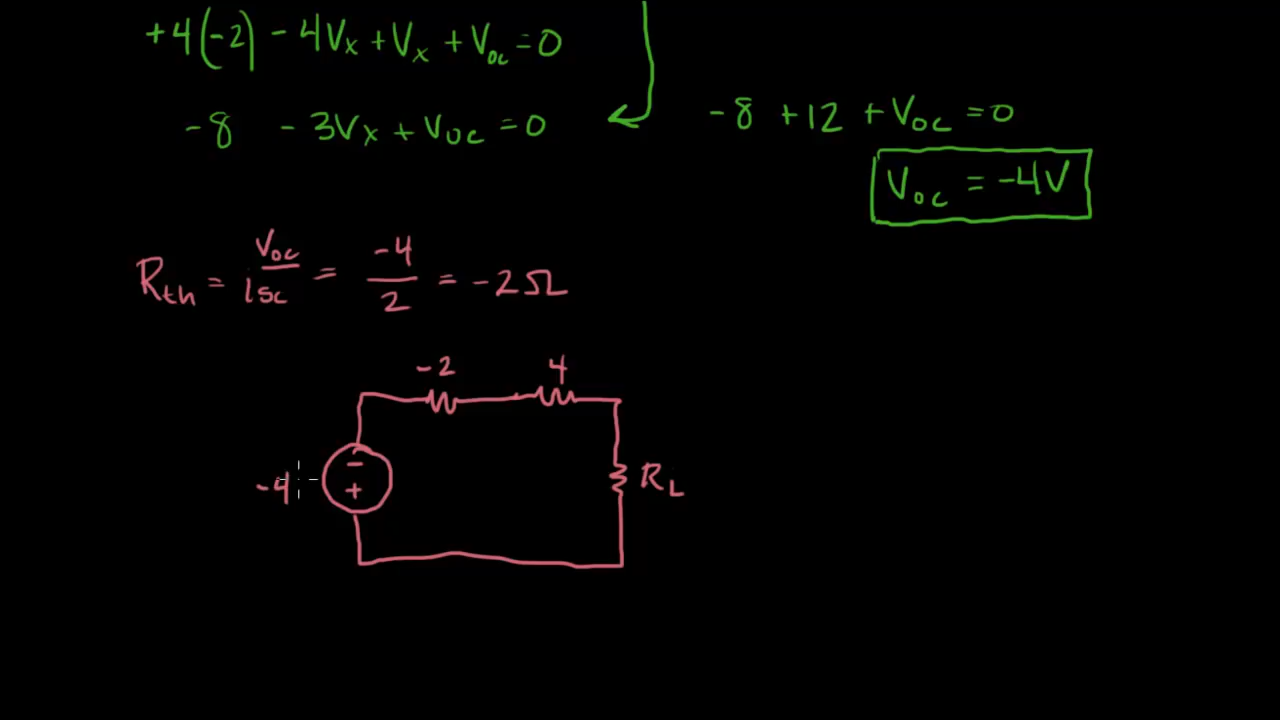 +4(-2) - 4Vx + Vx + Voc = 0
-8 - 3Vx + Voc = 0
-8 + 12 + Voc = 0
Voc = -4V
Rth = Voc/isc = -4/2 = -2Ω
-2
4
-4
-
+
RL